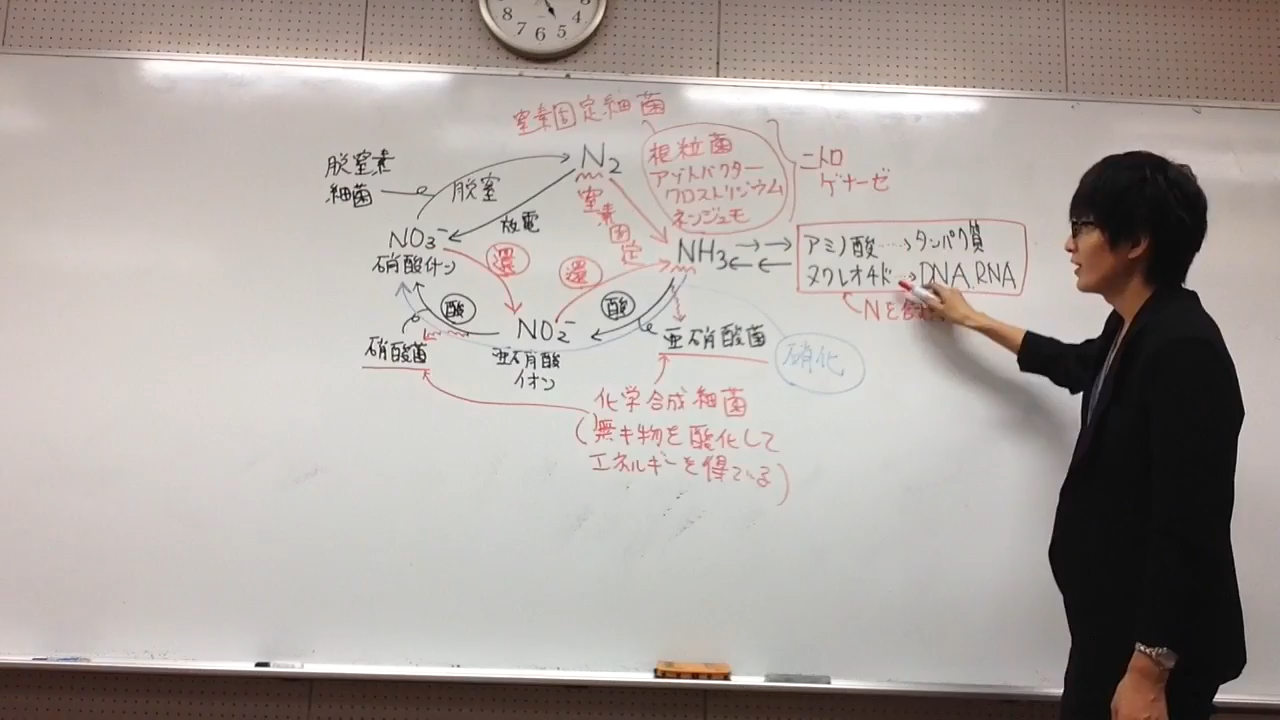 8
7
6
5
4
窒素固定細菌
脱窒素
細菌
脱窒
N2
窒素固定
根粒菌
アゾトバクター
クロストリジウム
ネンジュモ
ニトロ
ゲナーゼ
放電
NO3-
硝酸イオン
還
還
NH3
アミノ酸……→タンパク質
ヌクレオチド…→DNA,RNA
Nを含
酸
酸
NO2-
亜硝酸
イオン
硝酸菌
亜硝酸菌
硝化
化学合成細菌
(無キ物を酸化して
エネルギーを得ている)